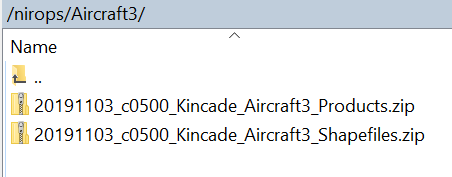 /nirops/Aircraft3/
Name
..
20191103_c0500_Kincade_Aircraft3_Products.zip
20191103_c0500_Kincade_Aircraft3_Shapefiles.zip